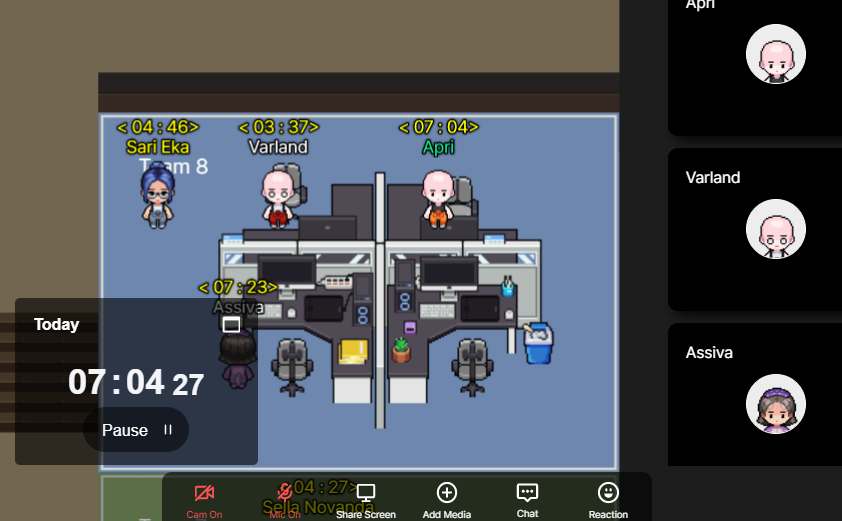 Apri
< 04 : 46>
Sari Eka
< 03 : 37>
Varland
< 07 : 04>
Apri
Team 8
Varland
< 07 : 23>
Assiva
Today
07:04 27
Pause
Assiva
04 : 27>
Sella Novanda
Cam On
Mic On
Share Screen
Add Media
Chat
Reaction